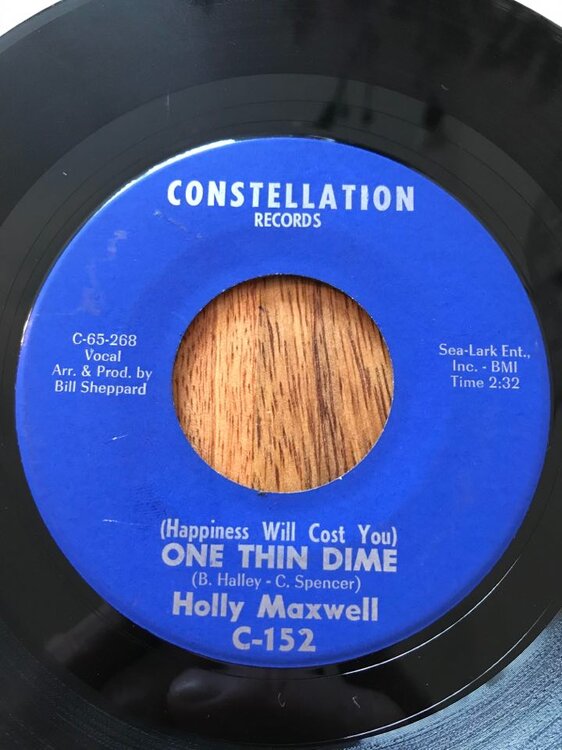 CONSTELLATION
RECORDS
C-65-268
Vocal
Arr. & Prod. by
Bill Sheppard
Sea-Lark Ent.,
Inc. - BMI
Time 2:32
(Happiness Will Cost You)
ONE THIN DIME
(B. Halley - C. Spencer)
Holly Maxwell
C-152